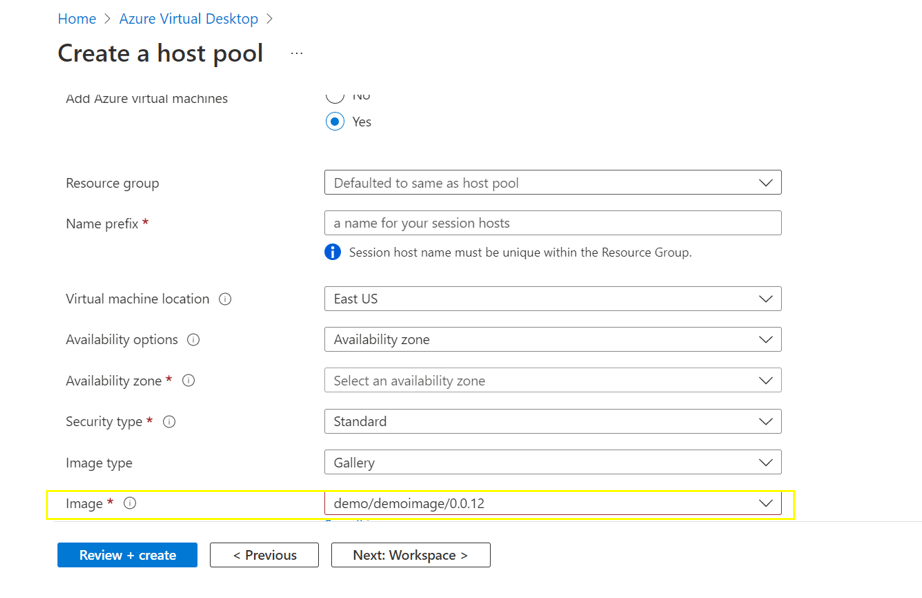 Home > Azure Virtual Desktop >
Create a host pool ...
Add Azure virtual machines
No
Yes
Resource group
Defaulted to same as host pool
Name prefix *
a name for your session hosts
Session host name must be unique within the Resource Group.
Virtual machine location
East US
Availability options
Availability zone
Availability zone *
Select an availability zone
Security type *
Standard
Image type
Gallery
Image *
demo/demoimage/0.0.12
Review + create
< Previous
Next: Workspace >